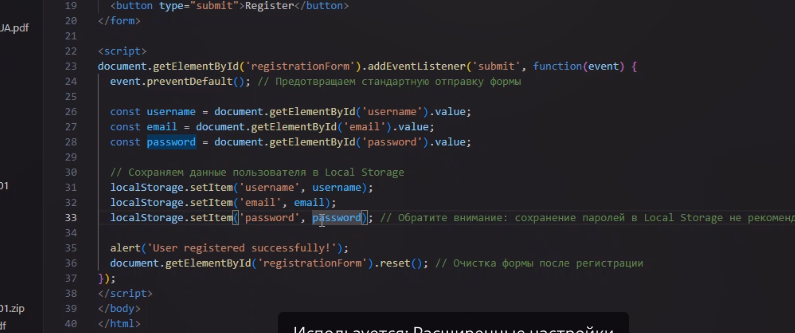 19 <button type="submit">Register</button>
20 </form>
UA.pdf
21
22 <script>
23 document.getElementById('registrationForm').addEventListener('submit', function(event) {
24 event.preventDefault(); // Предотвращаем стандартную отправку формы
25
26 const username = document.getElementById('username').value;
27 const email = document.getElementById('email').value;
28 const password = document.getElementById('password').value;
29
30 // Сохраняем данные пользователя в Local Storage
01
31 localStorage.setItem('username', username);
32 localStorage.setItem('email', email);
33 localStorage.setItem('password', password); // Обратите внимание: сохранение паролей в Local Storage не рекоменд
34
35 alert('User registered successfully!');
36 document.getElementById('registrationForm').reset(); // Очистка формы после регистрации
37 });
38 </script>
01.zip
39 </body>
df
40 </html>
Используется: Расширенные настройки